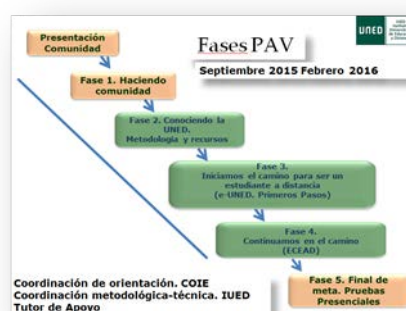 Presentación
Comunidad
Fases PAV
UNED
Septiembre 2015 Febrero 2016
Fase 1. Haciendo
comunidad
Fase 2. Conociendo la
UNED.
Metodología y recursos
Fase 3.
Iniciamos el camino para ser un
estudiante a distancia
(e-UNED. Primeros Pasos)
Fase 4.
Continuamos en el camino
(ECEAD)
Fase 5. Final de
meta. Pruebas
Presenciales
Coordinación de orientación. COIE
Coordinación metodológica-técnica. IUED
Tutor de Apoyo